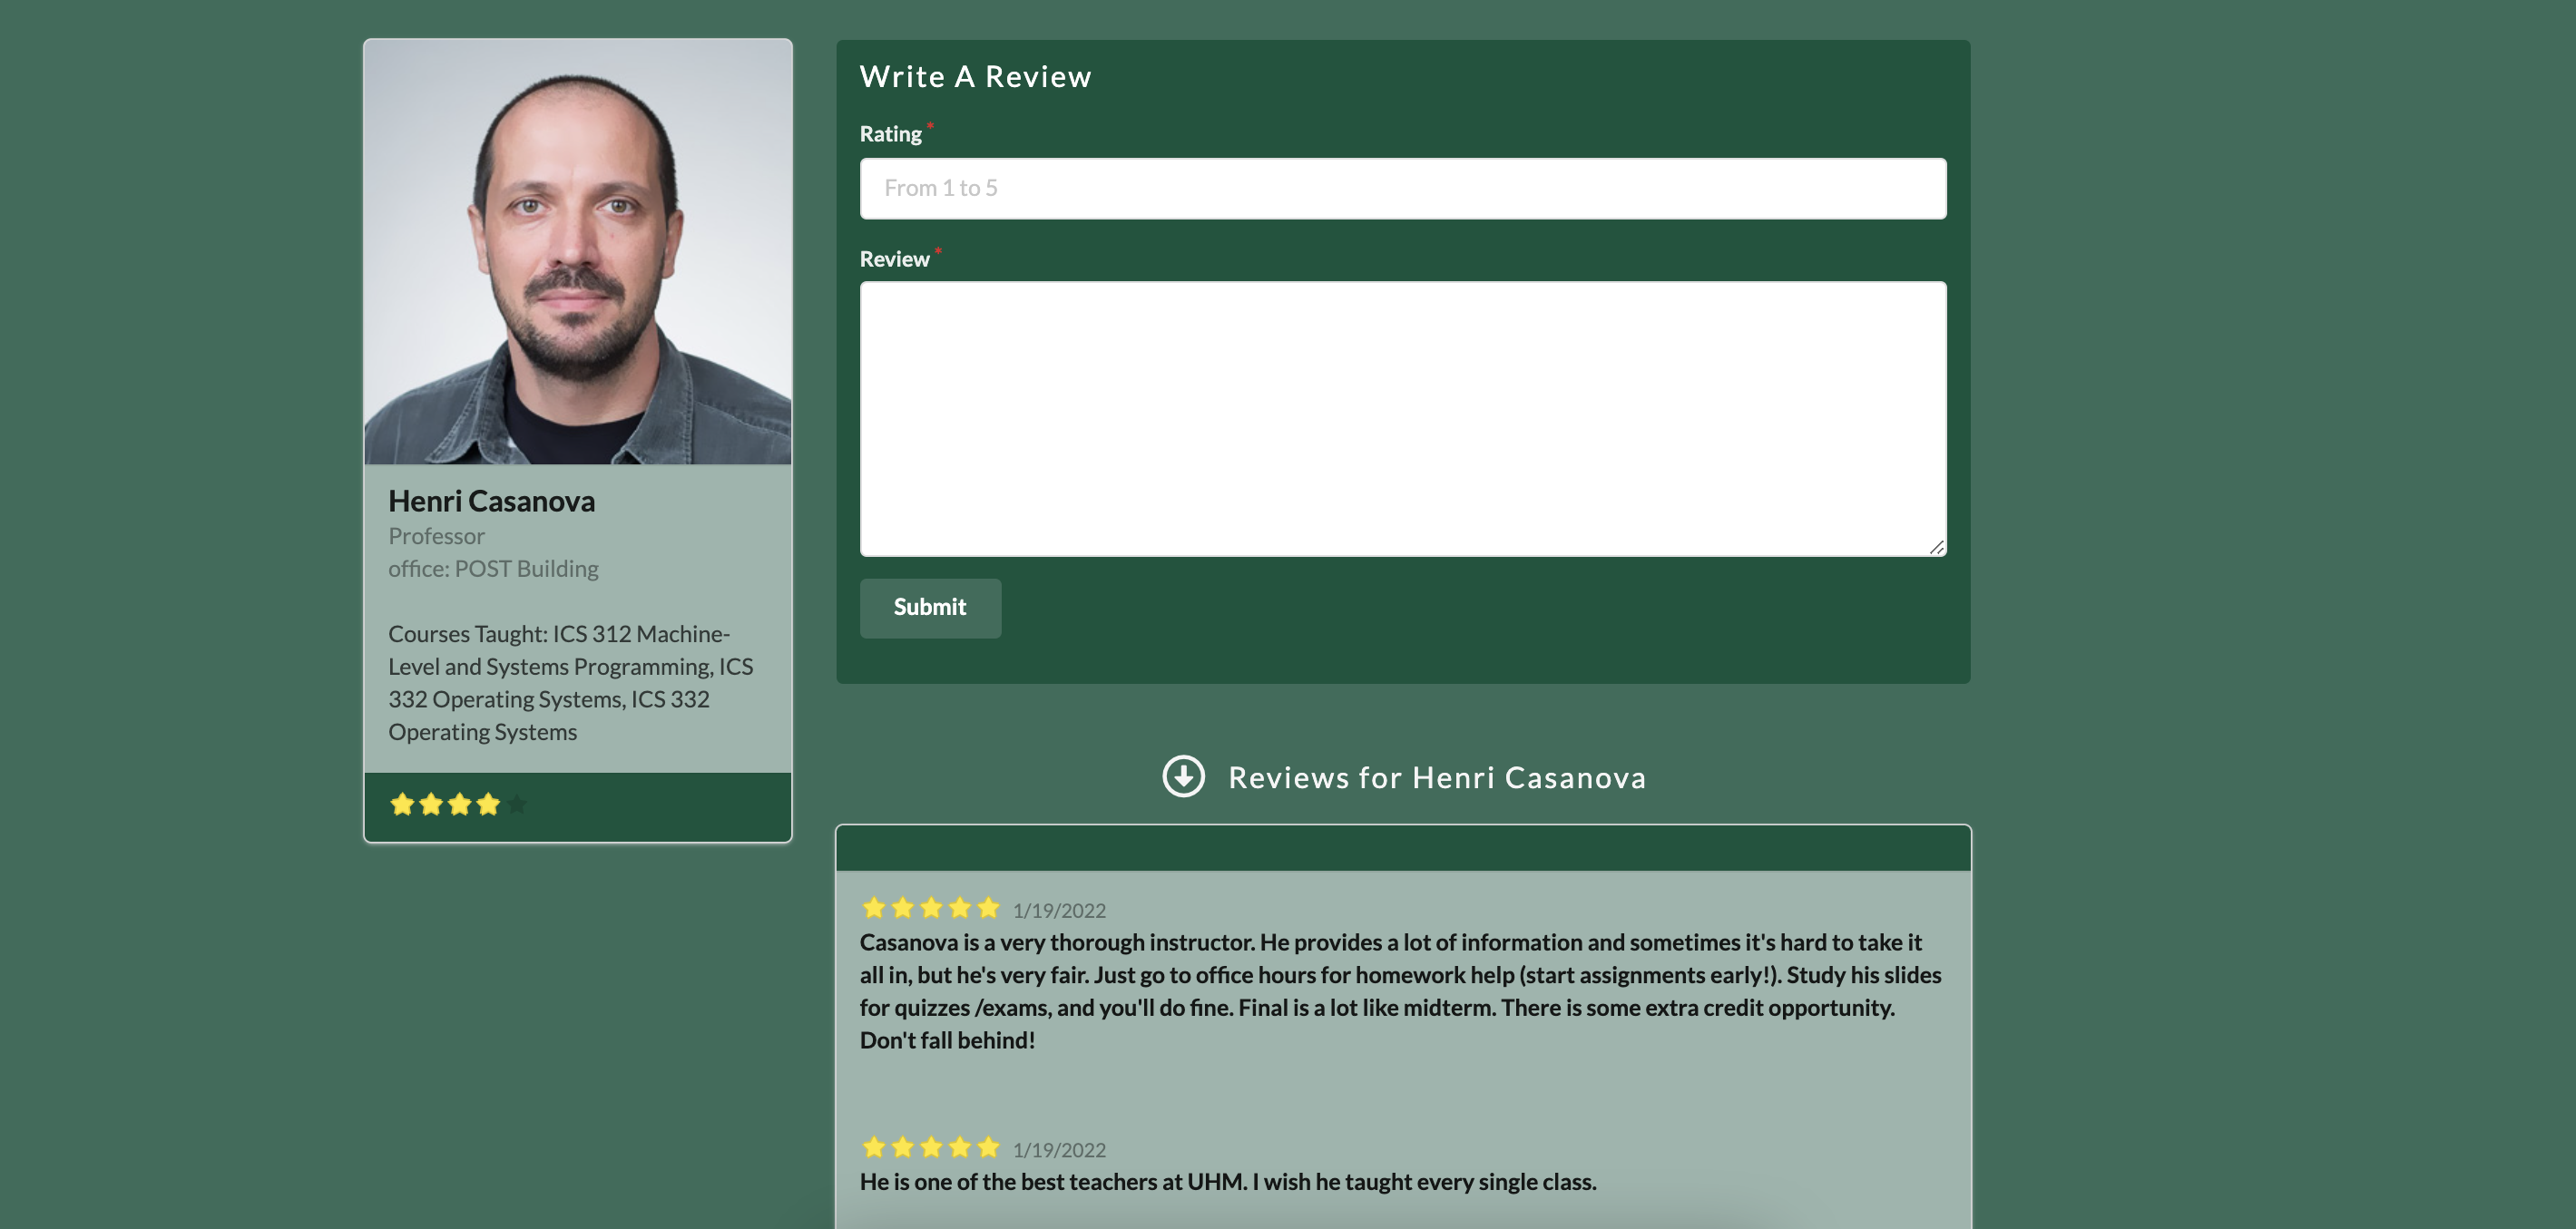 Henri Casanova
Professor
office: POST Building
Courses Taught: ICS 312 Machine-
Level and Systems Programming, ICS
332 Operating Systems, ICS 332
Operating Systems
Write A Review
Rating *
From 1 to 5
Review *
Submit
Reviews for Henri Casanova
1/19/2022
Casanova is a very thorough instructor. He provides a lot of information and sometimes it's hard to take it
all in, but he's very fair. Just go to office hours for homework help (start assignments early!). Study his slides
for quizzes /exams, and you'll do fine. Final is a lot like midterm. There is some extra credit opportunity.
Don't fall behind!
1/19/2022
He is one of the best teachers at UHM. I wish he taught every single class.